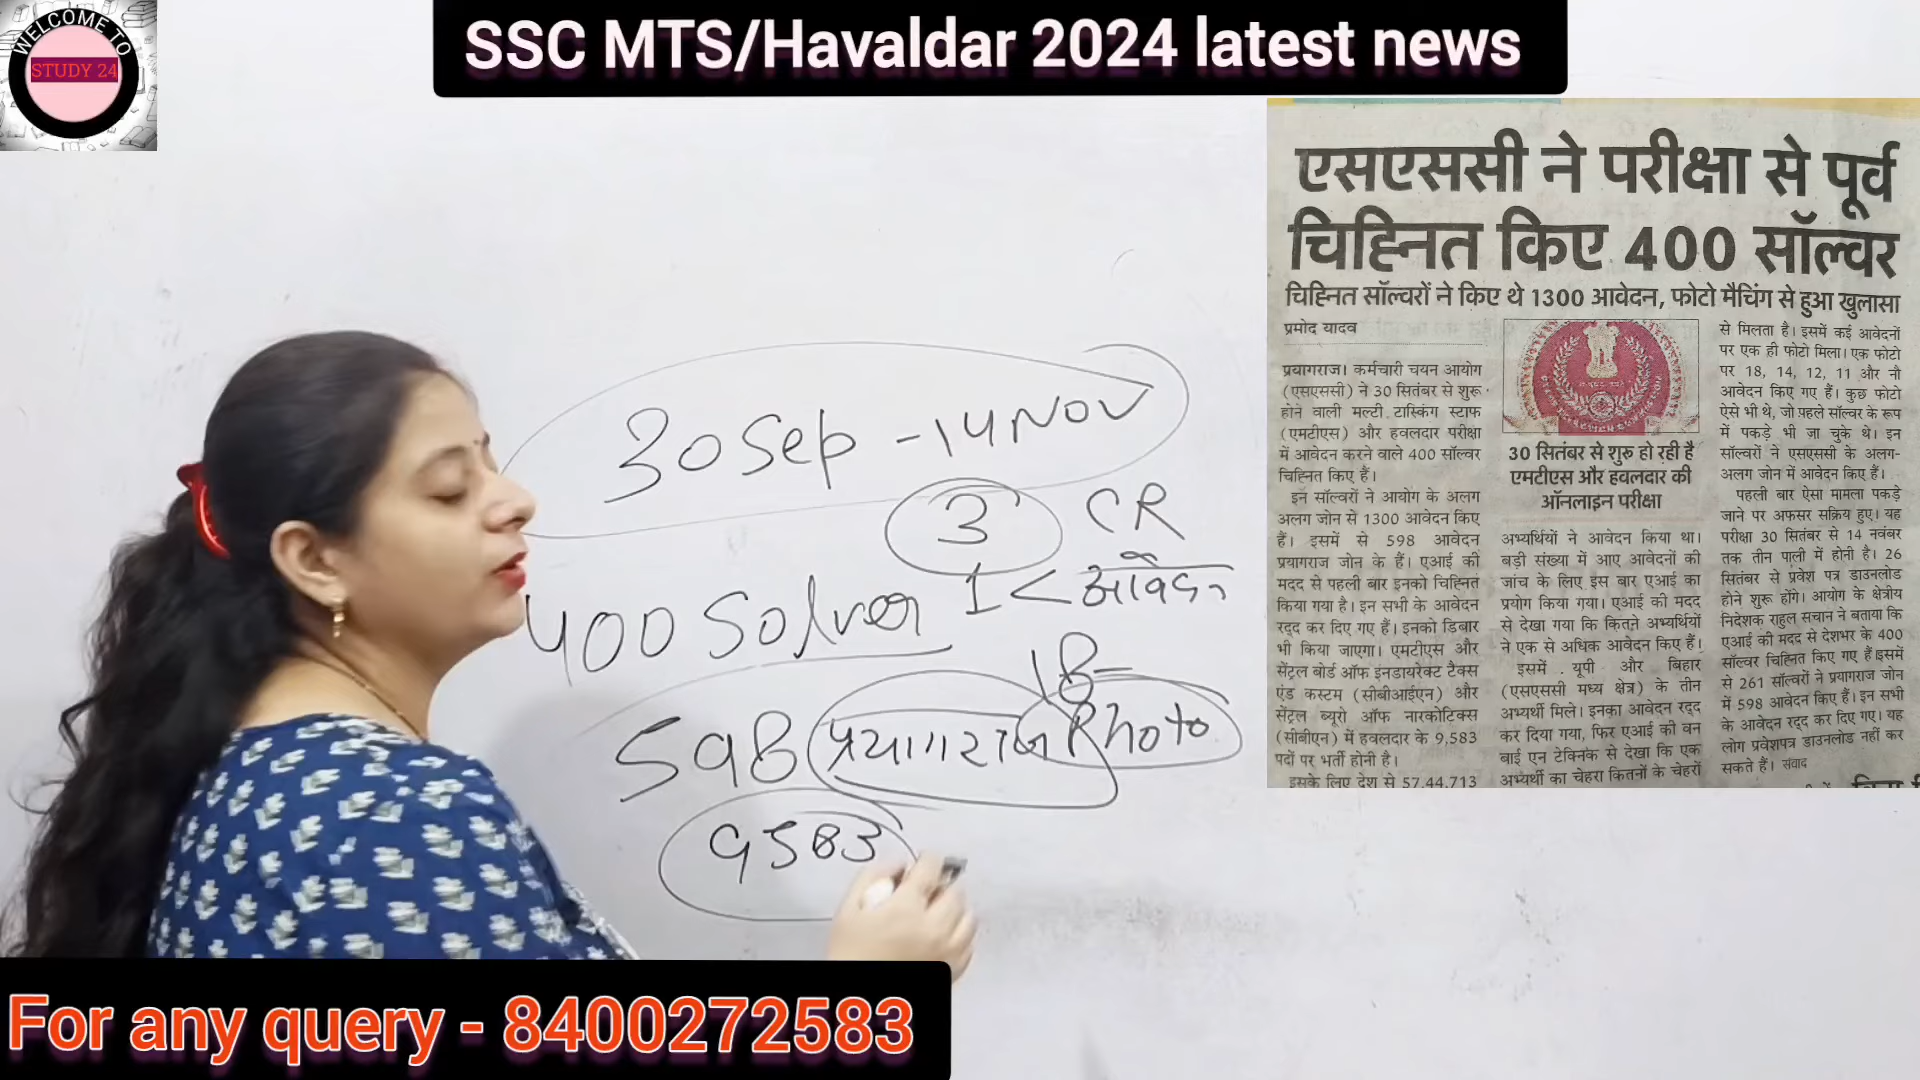 WELCOME TO
STUDY 24
SSC MTS/Havaldar 2024 latest news
30 Sep - 14 Nov
3 CR
400 Solver 1 < आवेदन
18
598 प्रयागराज Photo
9583
For any query - 8400272583
एसएससी ने परीक्षा से पूर्व
चिह्नित किए 400 सॉल्वर
चिह्नित सॉल्वरों ने किए थे 1300 आवेदन, फोटो मैचिंग से हुआ खुलासा
प्रमोद यादव
प्रयागराज। कर्मचारी चयन आयोग
(एसएससी) ने 30 सितंबर से शुरू
होने वाली मल्टी टास्किंग स्टाफ
(एमटीएस) और हवलदार परीक्षा
में आवेदन करने वाले 400 सॉल्वर
चिह्नित किए हैं।
इन सॉल्वरों ने आयोग के अलग
अलग जोन से 1300 आवेदन किए
हैं। इसमें से 598 आवेदन
प्रयागराज जोन के हैं। एआई की
मदद से पहली बार इनको चिह्नित
किया गया है। इन सभी के आवेदन
रद्द कर दिए गए हैं। इनको डिबार
भी किया जाएगा। एमटीएस और
सेंट्रल बोर्ड ऑफ इनडायरेक्ट टैक्स
एंड कस्टम (सीबीआईएन) और
सेंट्रल ब्यूरो ऑफ नारकोटिक्स
(सीबीएन) में हवलदार के 9,583
पदों पर भर्ती होनी है।
इसके लिए देश से 57,44,713
30 सितंबर से शुरू हो रही है
एमटीएस और हवलदार की
ऑनलाइन परीक्षा
अभ्यर्थियों ने आवेदन किया था।
बड़ी संख्या में आए आवेदनों की
जांच के लिए इस बार एआई का
प्रयोग किया गया। एआई की मदद
से देखा गया कि कितने अभ्यर्थियों
ने एक से अधिक आवेदन किए हैं।
इसमें यूपी और बिहार
(एसएससी मध्य क्षेत्र) के तीन
अभ्यर्थी मिले। इनका आवेदन रद्द
कर दिया गया, फिर एआई की वन
बाई एन टेक्निक से देखा कि एक
अभ्यर्थी का चेहरा कितनों के चेहरों
से मिलता है। इसमें कई आवेदनों
पर एक ही फोटो मिला। एक फोटो
पर 18, 14, 12, 11 और नौ
आवेदन किए गए हैं। कुछ फोटो
ऐसे भी थे, जो पहले सॉल्वर के रूप
में पकड़े भी जा चुके थे। इन
सॉल्वरों ने एसएससी के अलग-
अलग जोन में आवेदन किए हैं।
पहली बार ऐसा मामला पकड़े
जाने पर अफसर सक्रिय हुए। यह
परीक्षा 30 सितंबर से 14 नवंबर
तक तीन पाली में होनी है। 26
सितंबर से प्रवेश पत्र डाउनलोड
होने शुरू होंगे। आयोग के क्षेत्रीय
निदेशक राहुल सचान ने बताया कि
एआई की मदद से देशभर के 400
सॉल्वर चिह्नित किए गए हैं। इसमें
से 261 सॉल्वरों ने प्रयागराज जोन
में 598 आवेदन किए हैं। इन सभी
के आवेदन रद्द कर दिए गए। यह
लोग प्रवेशपत्र डाउनलोड नहीं कर
सकते हैं। संवाद